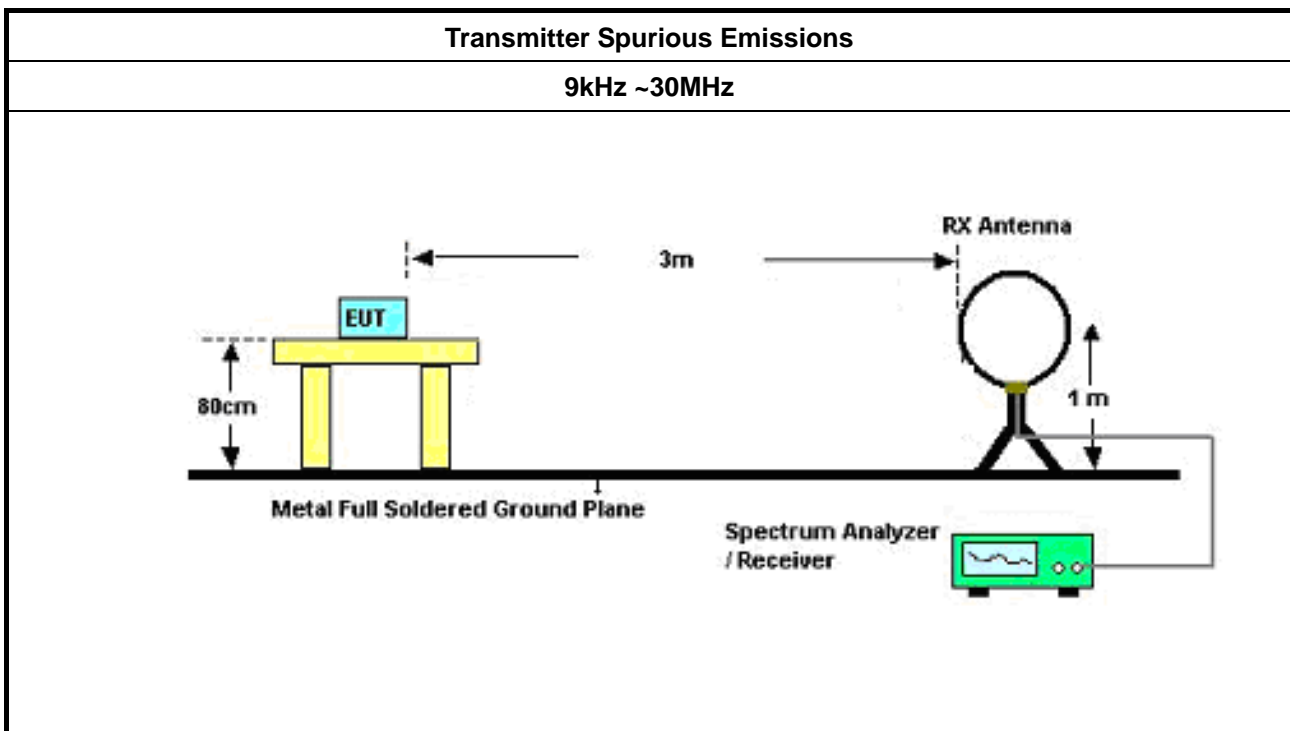 Transmitter Spurious Emissions
9kHz ~30MHz
RX Antenna
3m
EUT
80cm
1 m
Metal Full Soldered Ground Plane
Spectrum Analyzer
/ Receiver